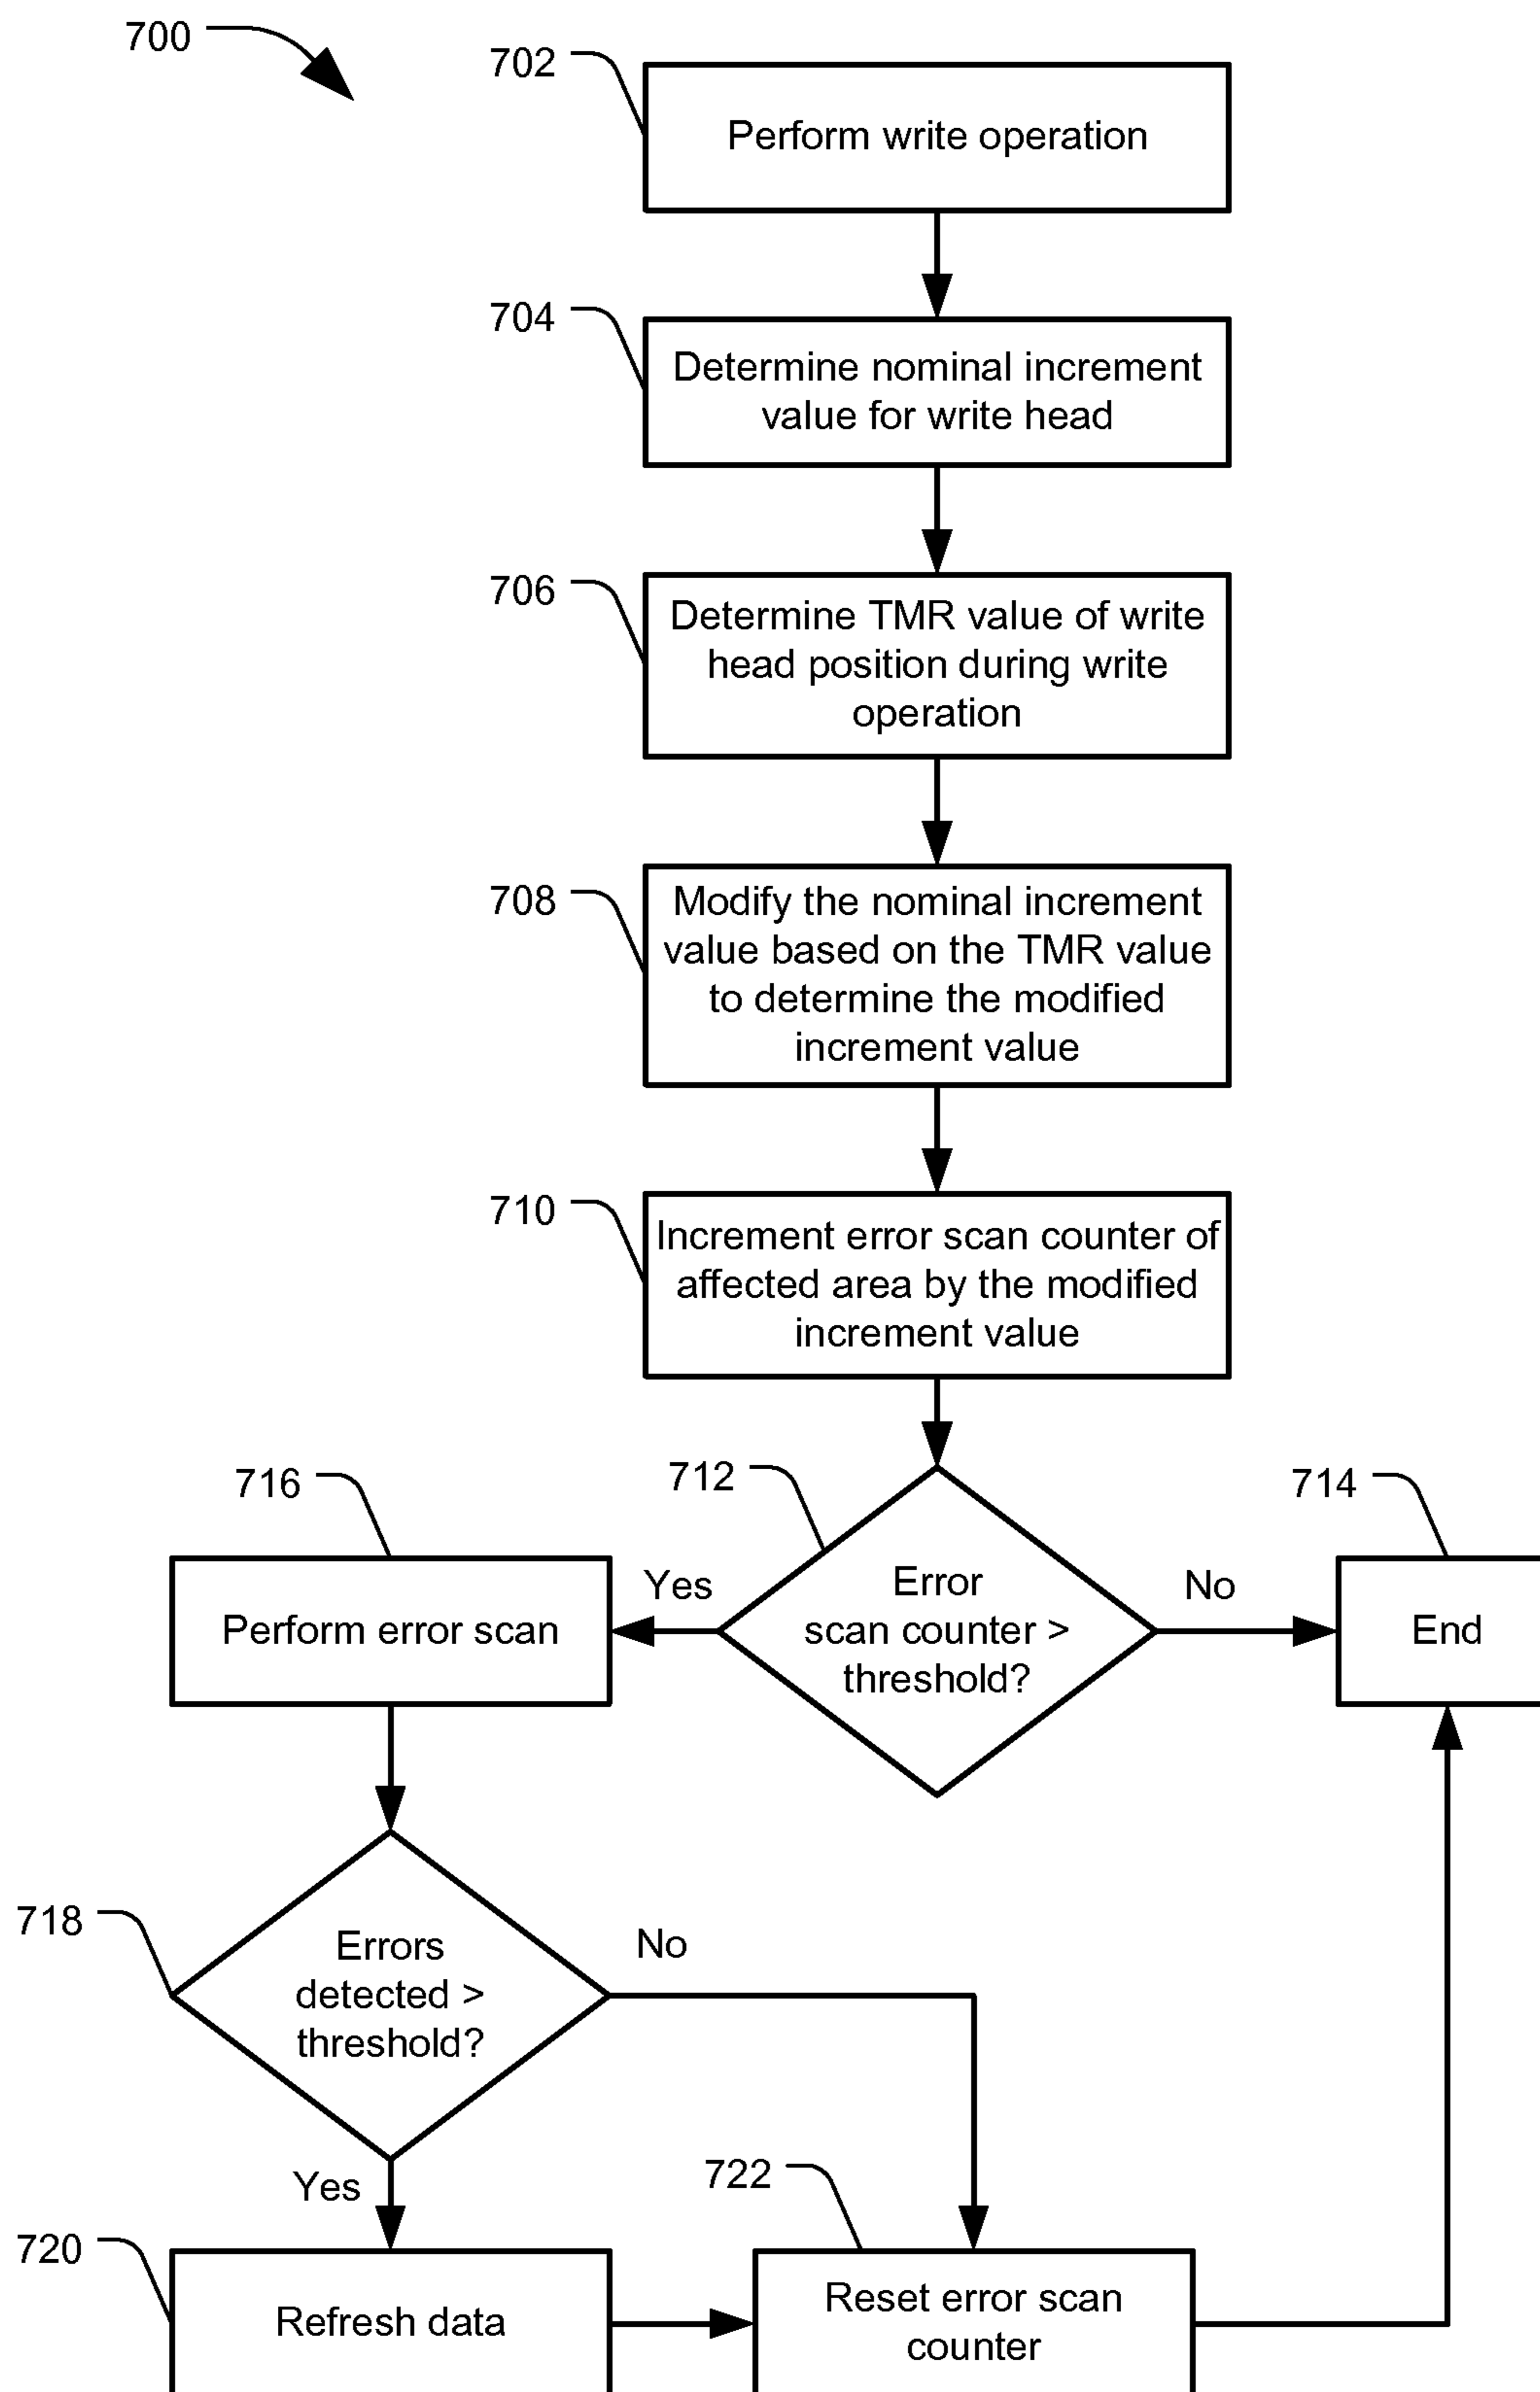 700
702
Perform write operation
704
Determine nominal increment
value for write head
706
Determine TMR value of write
head position during write
operation
708
Modify the nominal increment
value based on the TMR value
to determine the modified
increment value
710
Increment error scan counter of
affected area by the modified
increment value
716
712
714
Perform error scan
Yes
Error
scan counter >
threshold?
No
End
718
Errors
detected >
threshold?
No
Yes
720
Refresh data
722
Reset error scan
counter